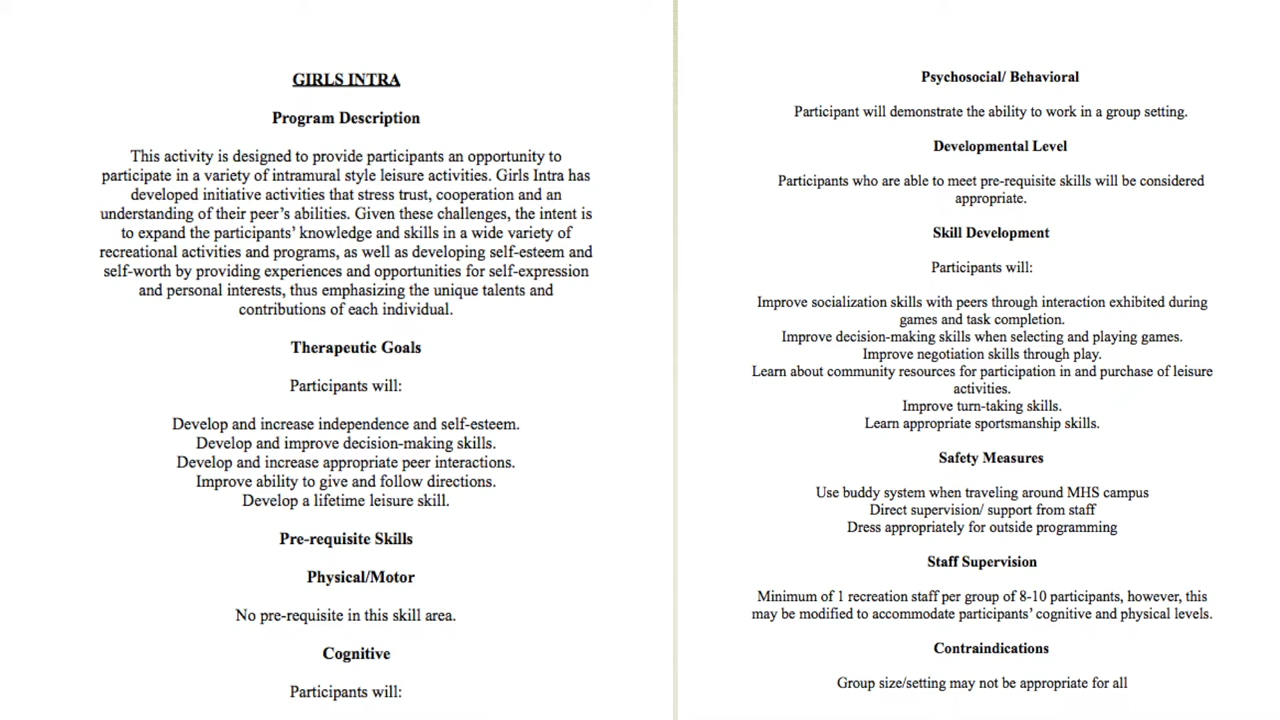 GIRLS INTRA
Program Description
This activity is designed to provide participants an opportunity to
participate in a variety of intramural style leisure activities. Girls Intra has
developed initiative activities that stress trust, cooperation and an
understanding of their peer’s abilities. Given these challenges, the intent is
to expand the participants’ knowledge and skills in a wide variety of
recreational activities and programs, as well as developing self-esteem and
self-worth by providing experiences and opportunities for self-expression
and personal interests, thus emphasizing the unique talents and
contributions of each individual.
Therapeutic Goals
Participants will:
Develop and increase independence and self-esteem.
Develop and improve decision-making skills.
Develop and increase appropriate peer interactions.
Improve ability to give and follow directions.
Develop a lifetime leisure skill.
Pre-requisite Skills
Physical/Motor
No pre-requisite in this skill area.
Cognitive
Participants will:
Psychosocial/ Behavioral
Participant will demonstrate the ability to work in a group setting.
Developmental Level
Participants who are able to meet pre-requisite skills will be considered
appropriate.
Skill Development
Participants will:
Improve socialization skills with peers through interaction exhibited during
games and task completion.
Improve decision-making skills when selecting and playing games.
Improve negotiation skills through play.
Learn about community resources for participation in and purchase of leisure
activities.
Improve turn-taking skills.
Learn appropriate sportsmanship skills.
Safety Measures
Use buddy system when traveling around MHS campus
Direct supervision/ support from staff
Dress appropriately for outside programming
Staff Supervision
Minimum of 1 recreation staff per group of 8-10 participants, however, this
may be modified to accommodate participants’ cognitive and physical levels.
Contraindications
Group size/setting may not be appropriate for all